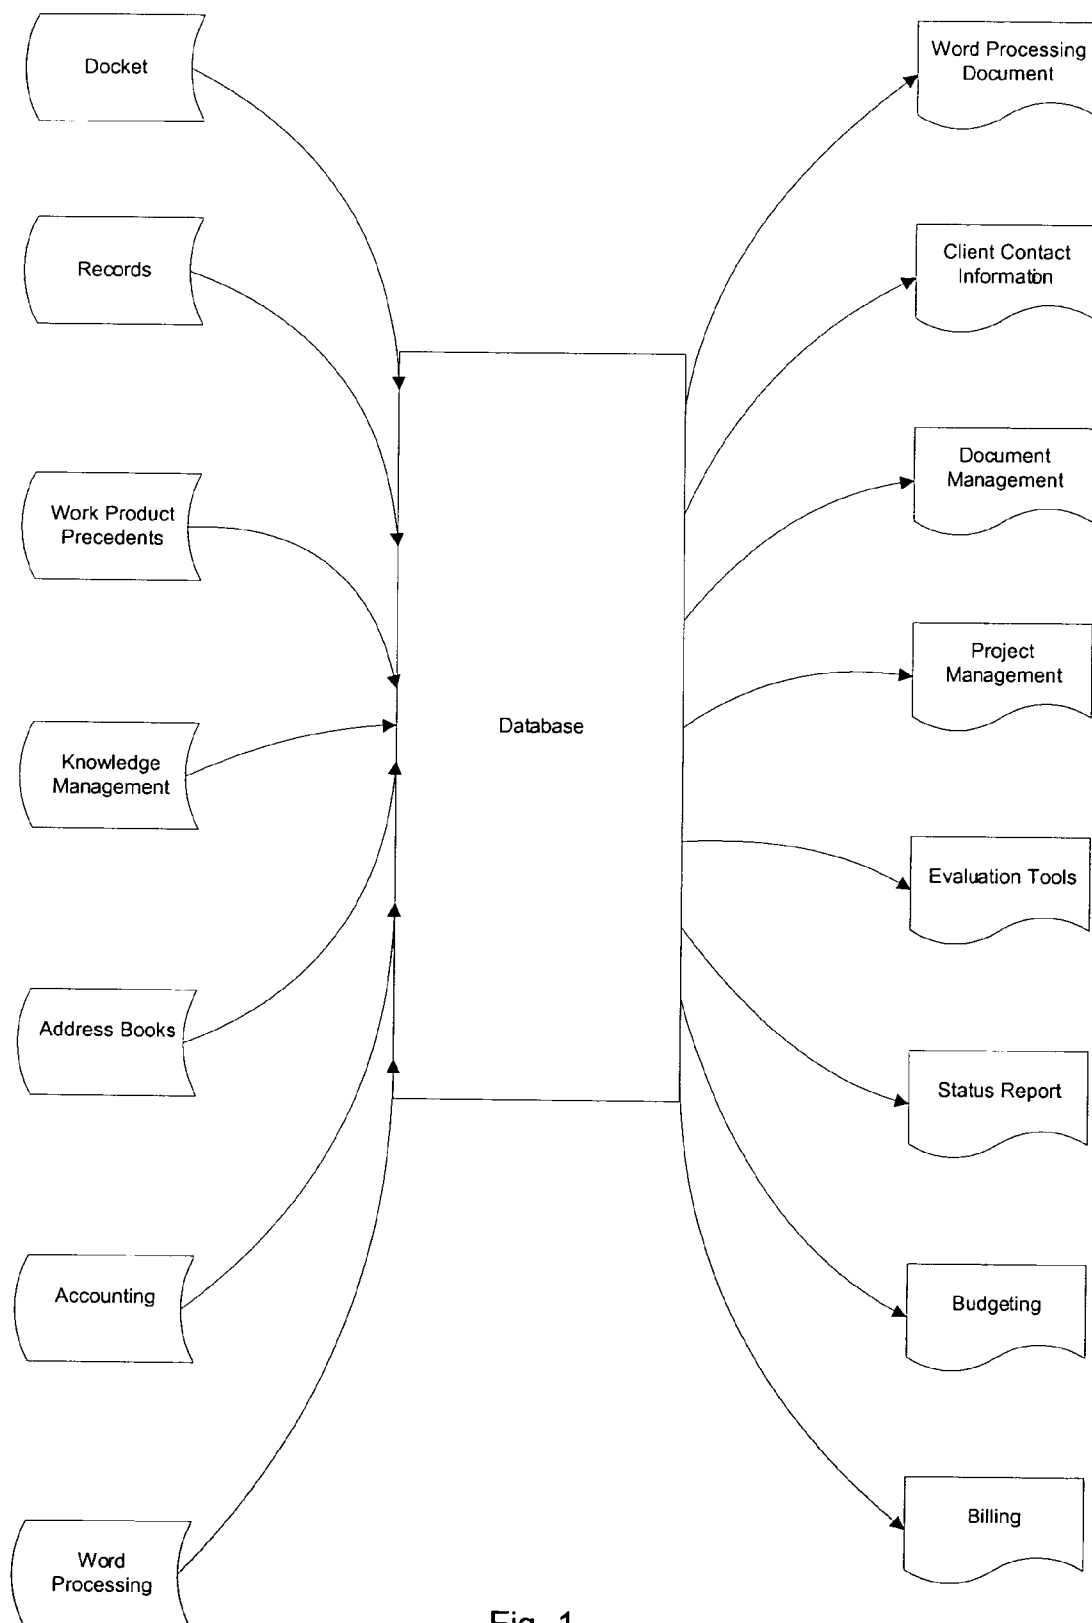 Docket
Records
Work Product
Precedents
Knowledge
Management
Address Books
Accounting
Word
Processing
Database
Word Processing
Document
Client Contact
Information
Document
Management
Project
Management
Evaluation Tools
Status Report
Budgeting
Billing
Fig. 1